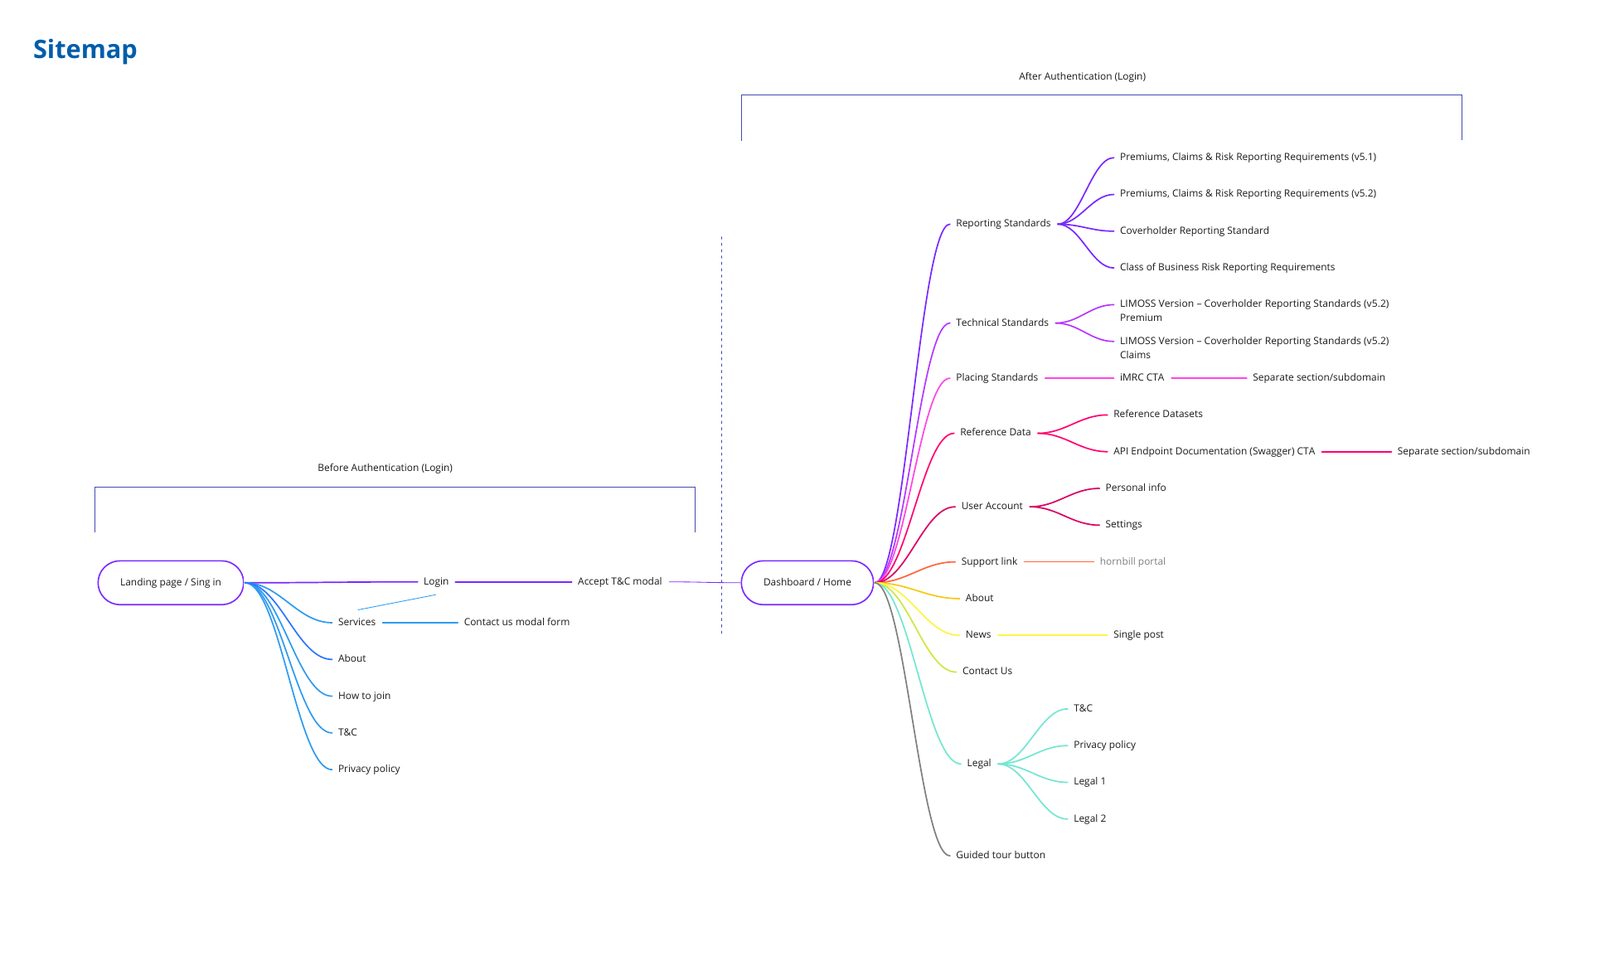 Sitemap
After Authentication (Login)
Premiums, Claims & Risk Reporting Requirements (v5.1)
Premiums, Claims & Risk Reporting Requirements (v5.2)
Reporting Standards
Coverholder Reporting Standard
Class of Business Risk Reporting Requirements
LIMOSS Version – Coverholder Reporting Standards (v5.2)
Premium
Technical Standards
LIMOSS Version – Coverholder Reporting Standards (v5.2)
Claims
Placing Standards
iMRC CTA
Separate section/subdomain
Reference Datasets
Reference Data
API Endpoint Documentation (Swagger) CTA
Separate section/subdomain
Before Authentication (Login)
Personal info
User Account
Settings
Support link
hornbill portal
Landing page / Sing in
Login
Accept T&C modal
Dashboard / Home
About
Services
Contact us modal form
News
Single post
About
Contact Us
How to join
T&C
T&C
Privacy policy
Legal
Privacy policy
Legal 1
Legal 2
Guided tour button